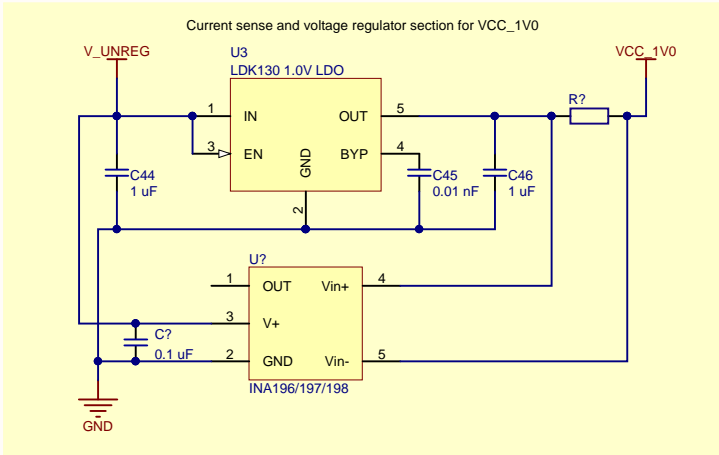 Current sense and voltage regulator section for VCC_1V0
V_UNREG
U3
LDK130 1.0V LDO
VCC_1V0
R?
1
IN
OUT
5
3
EN
GND
BYP
4
2
C44
1 uF
C45
0.01 nF
C46
1 uF
U?
1
OUT
Vin+
4
3
V+
C?
0.1 uF
2
GND
Vin-
5
INA196/197/198
GND